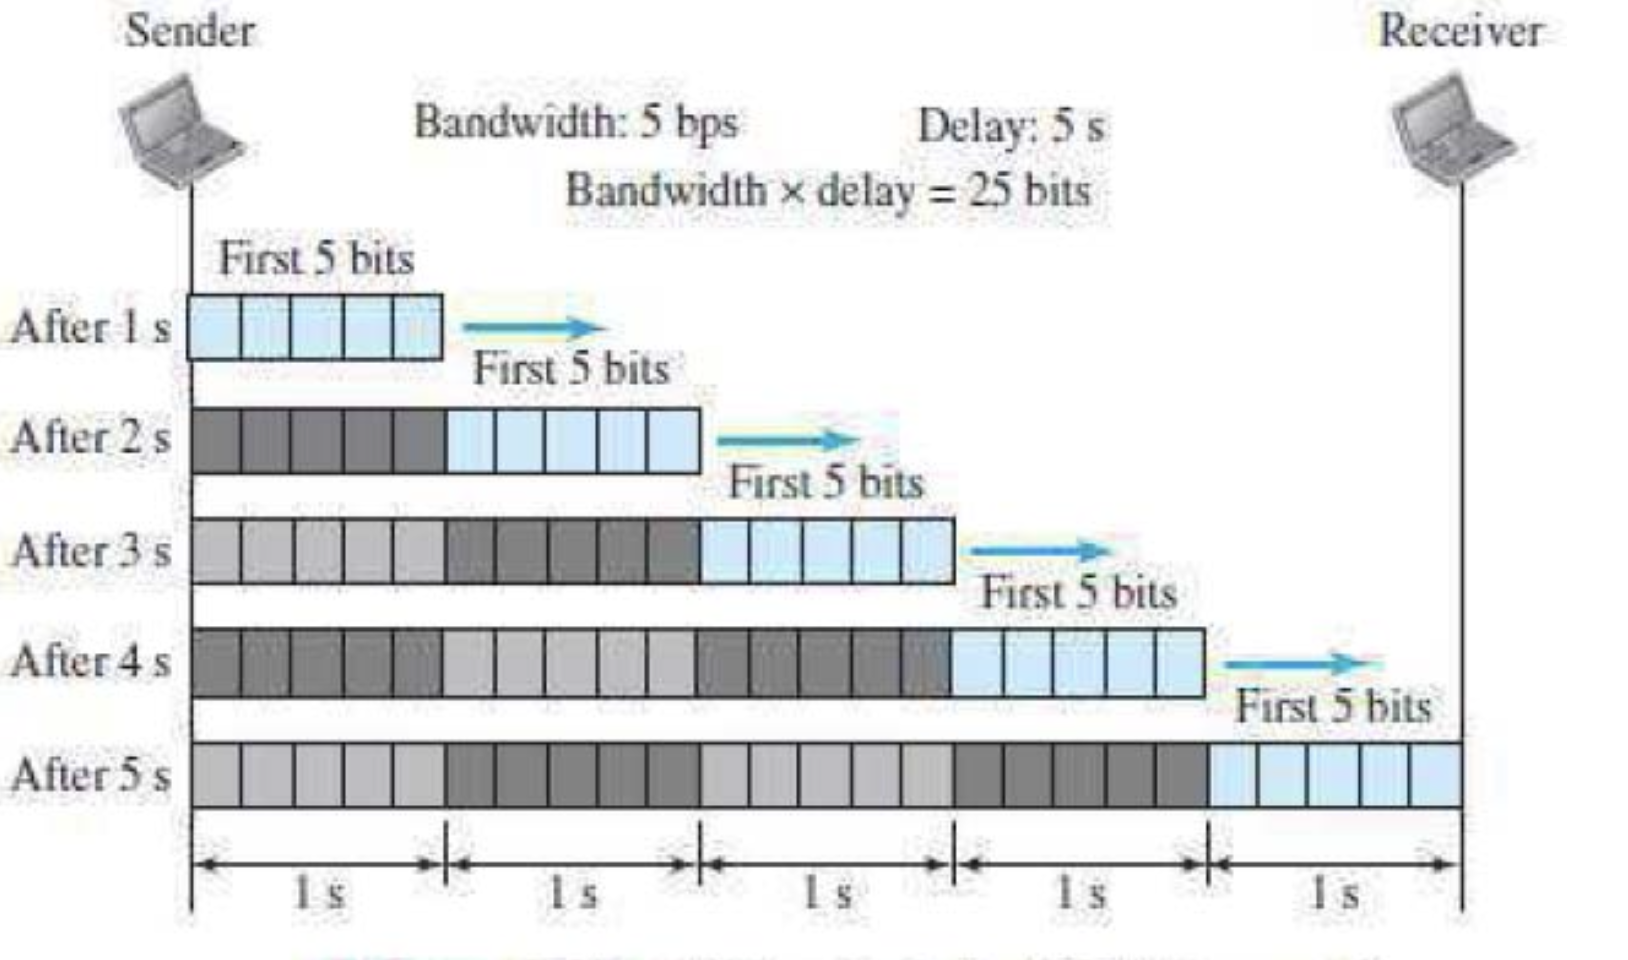 Sender
Receiver
Bandwidth: 5 bps
Delay: 5 s
Bandwidth × delay = 25 bits
First 5 bits
After 1 s
First 5 bits
After 2 s
First 5 bits
After 3 s
First 5 bits
After 4 s
First 5 bits
After 5 s
1 s
1 s
1 s
1 s
1 s